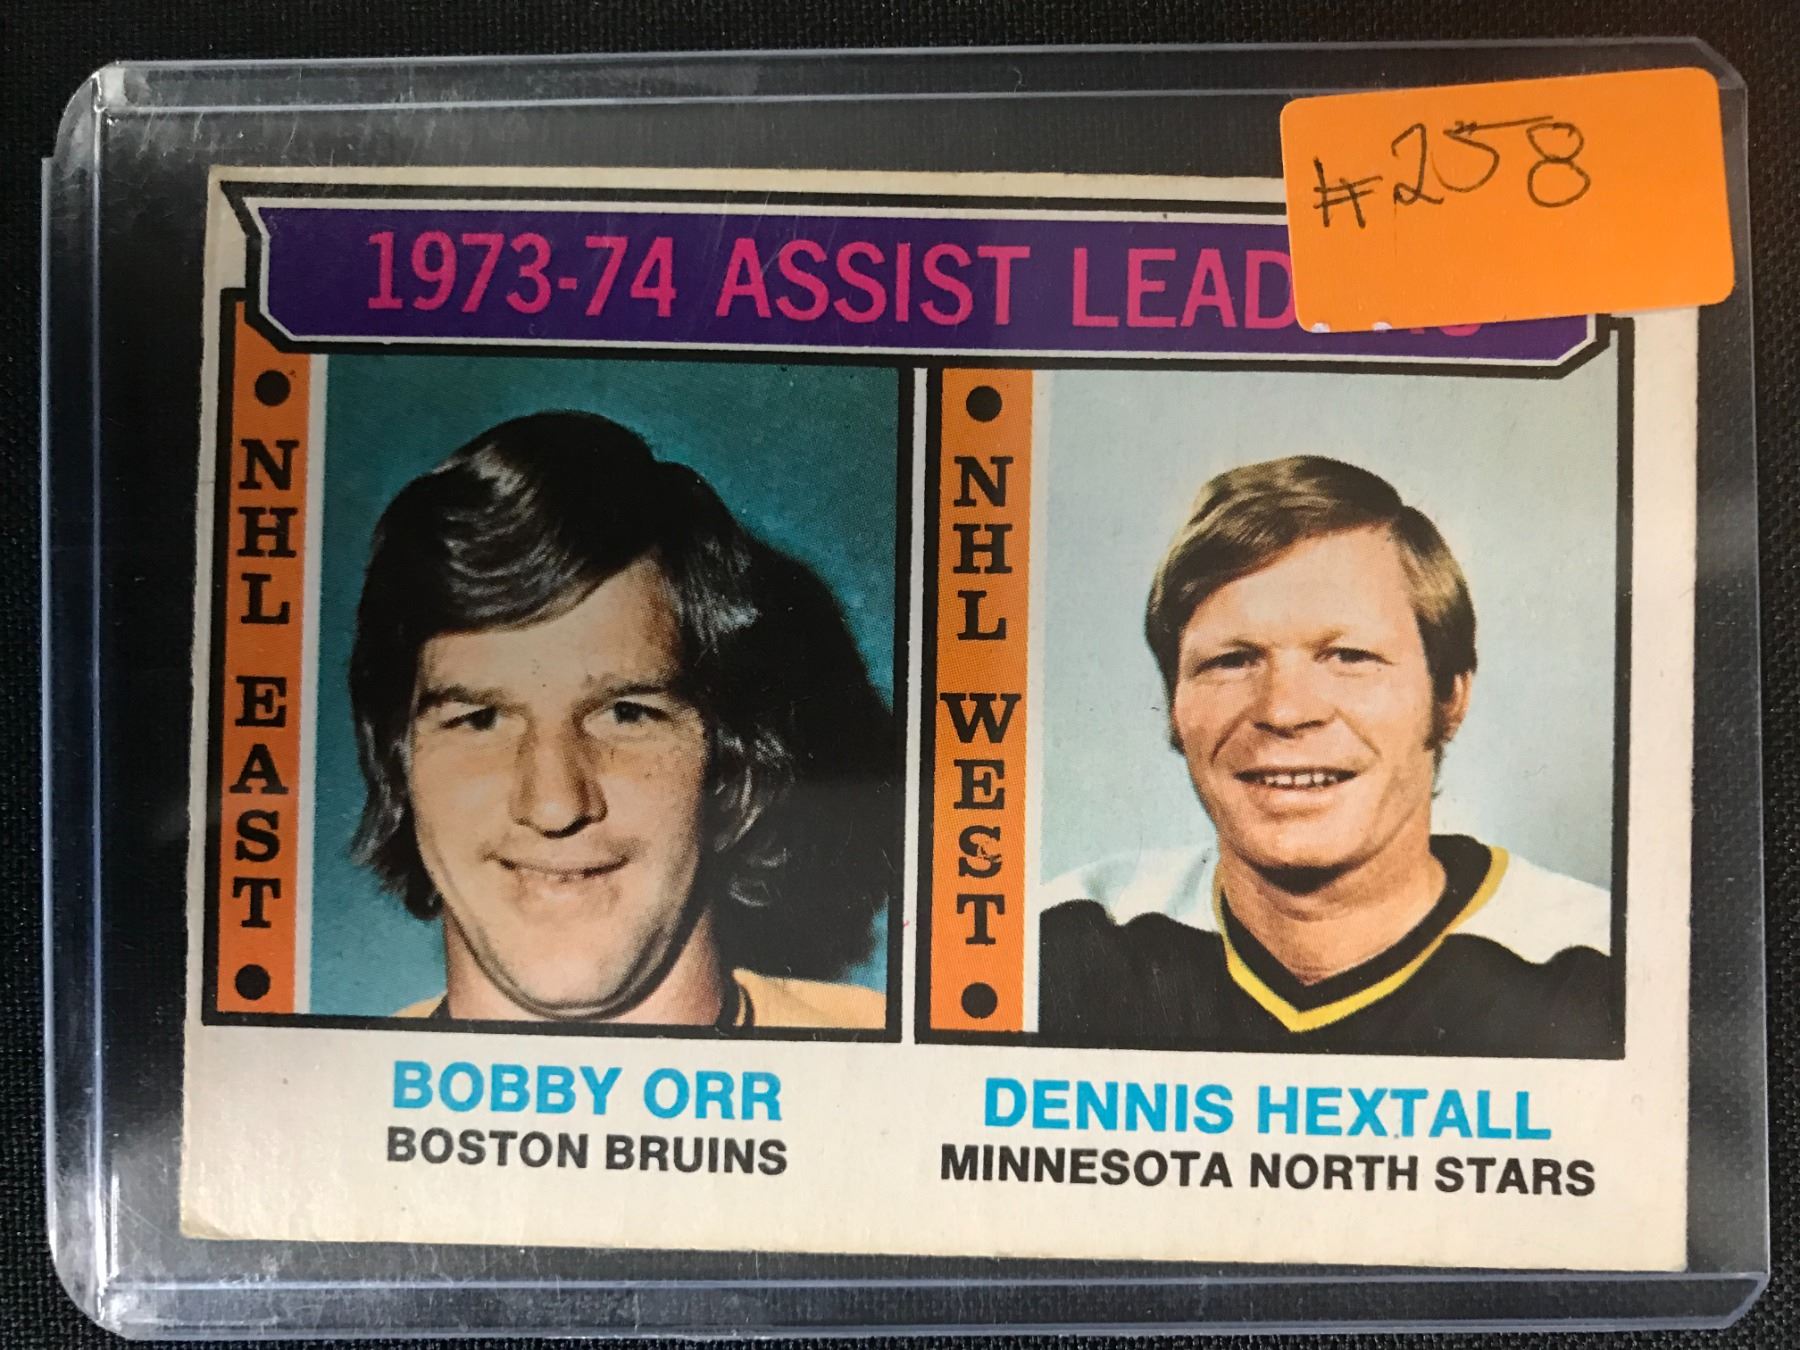 #258
1973-74 ASSIST LEAD
NHL EAST
NHL WEST
BOBBY ORR
BOSTON BRUINS
DENNIS HEXTALL
MINNESOTA NORTH STARS